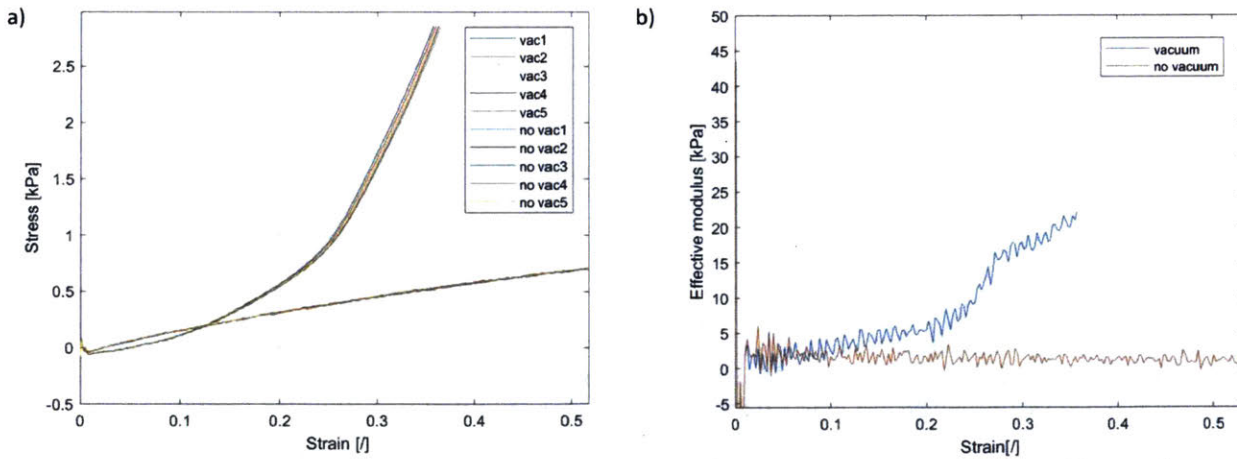 a)
Stress [kPa]
2.5
2
1.5
1
0.5
0
-0.5
0
0.1
0.2
0.3
0.4
0.5
Strain [/]
vac1
vac2
vac3
vac4
vac5
no vac1
no vac2
no vac3
no vac4
no vac5
b)
Effective modulus [kPa]
50
45
40
35
30
25
20
15
10
5
0
-5
0
0.1
0.2
0.3
0.4
0.5
Strain[/]
vacuum
no vacuum